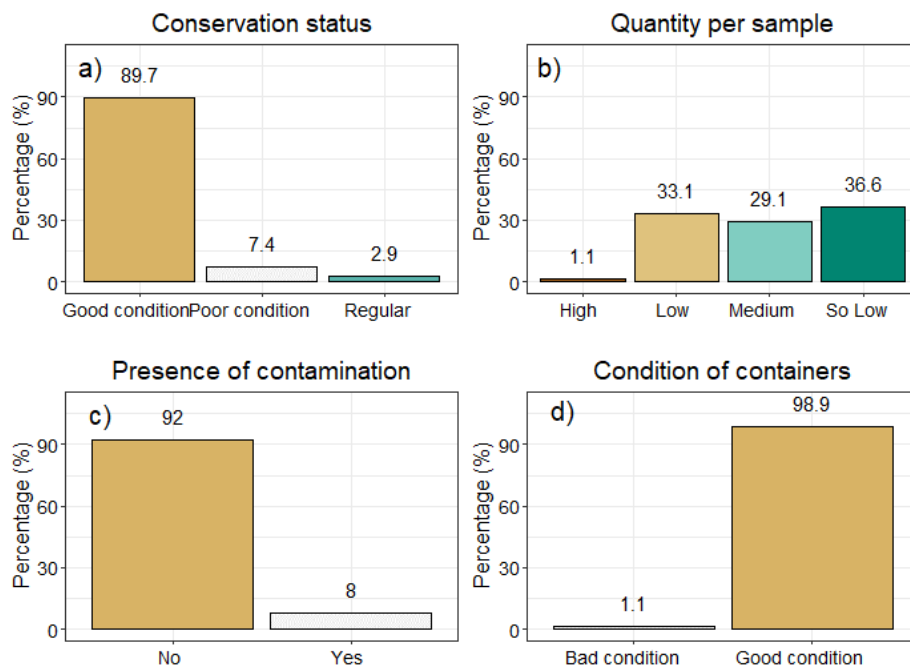 Conservation status
a)
89.7
7.4
2.9
Percentage (%)
90
60
30
0
Good condition
Poor condition
Regular
Quantity per sample
b)
1.1
33.1
29.1
36.6
Percentage (%)
90
60
30
0
High
Low
Medium
So Low
Presence of contamination
c)
92
8
Percentage (%)
90
60
30
0
No
Yes
Condition of containers
d)
98.9
1.1
Percentage (%)
90
60
30
0
Bad condition
Good condition